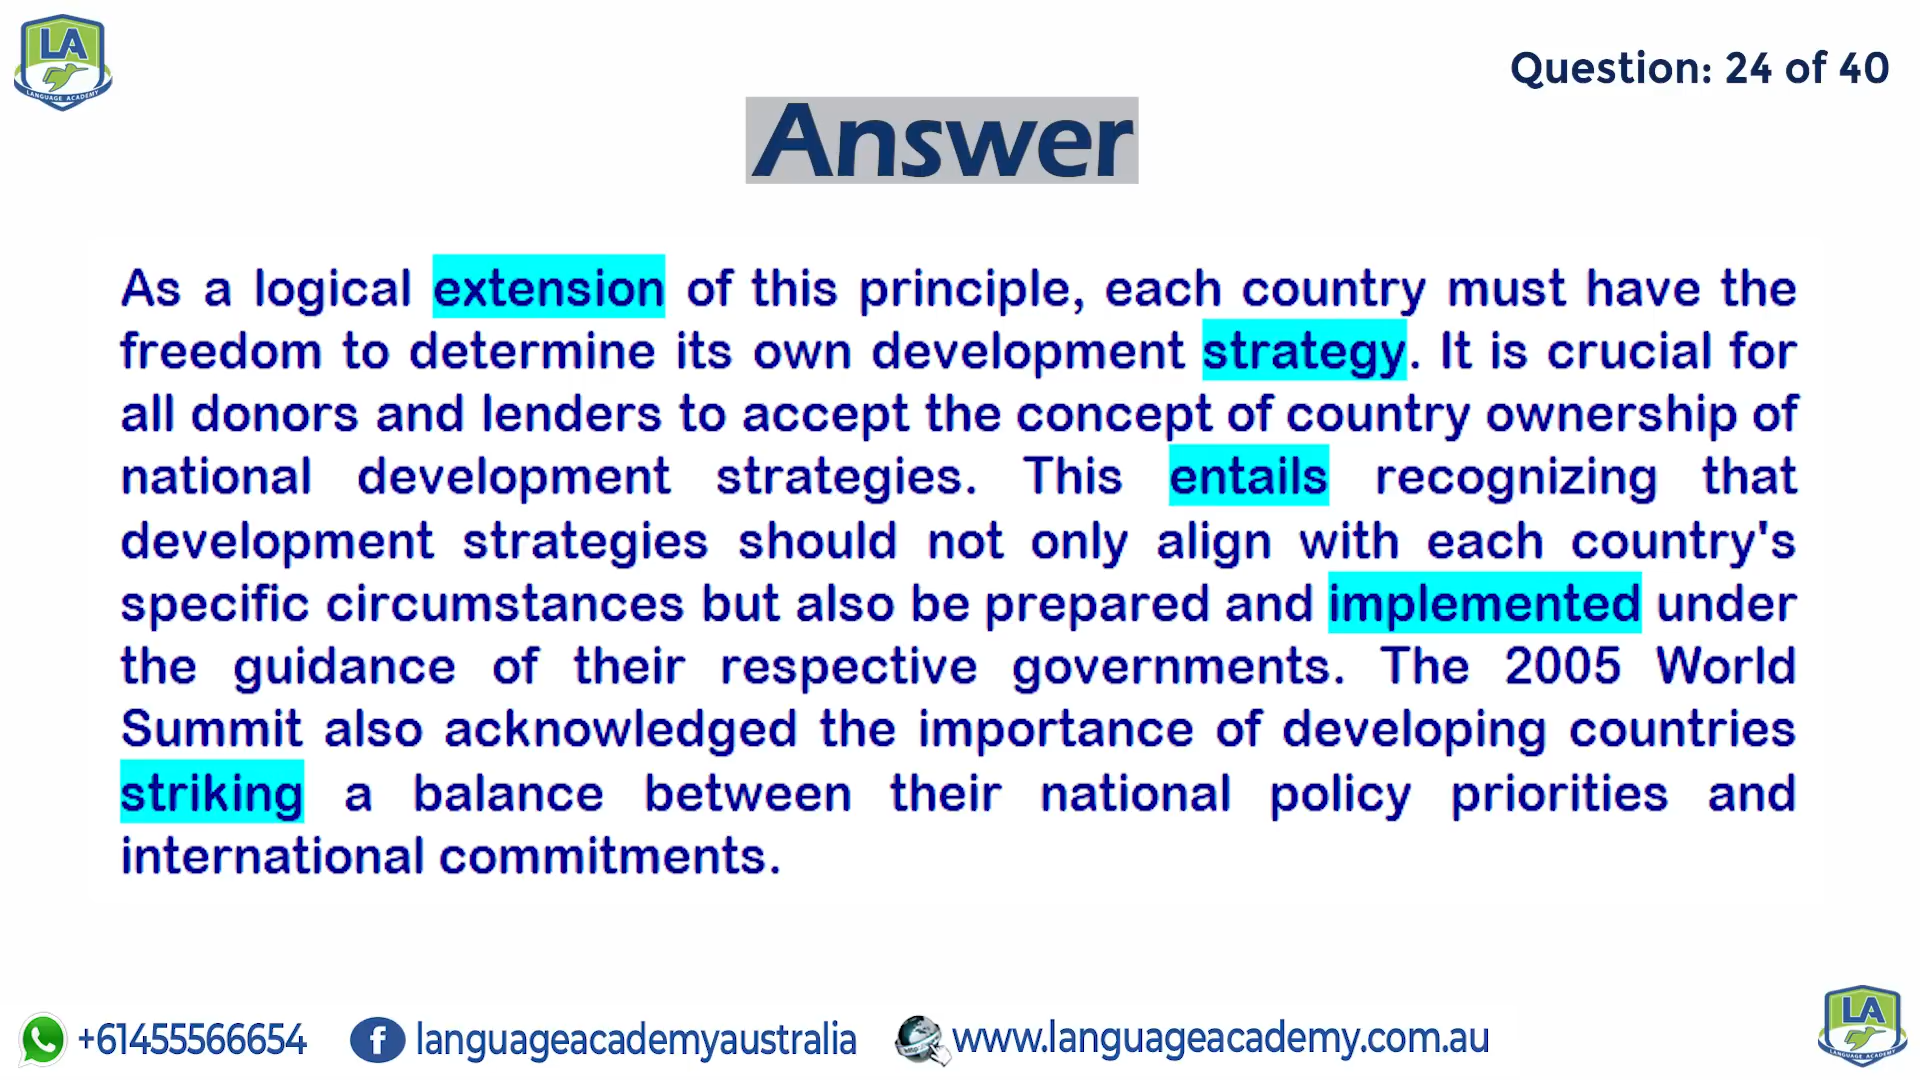 LA
LANGUAGE ACADEMY
Question: 24 of 40
Answer
As a logical extension of this principle, each country must have the
freedom to determine its own development strategy. It is crucial for
all donors and lenders to accept the concept of country ownership of
national development strategies. This entails recognizing that
development strategies should not only align with each country's
specific circumstances but also be prepared and implemented under
the guidance of their respective governments. The 2005 World
Summit also acknowledged the importance of developing countries
striking a balance between their national policy priorities and
international commitments.
+61455566654
f
languageacademyaustralia
http
www.languageacademy.com.au
LA
LANGUAGE ACADEMY